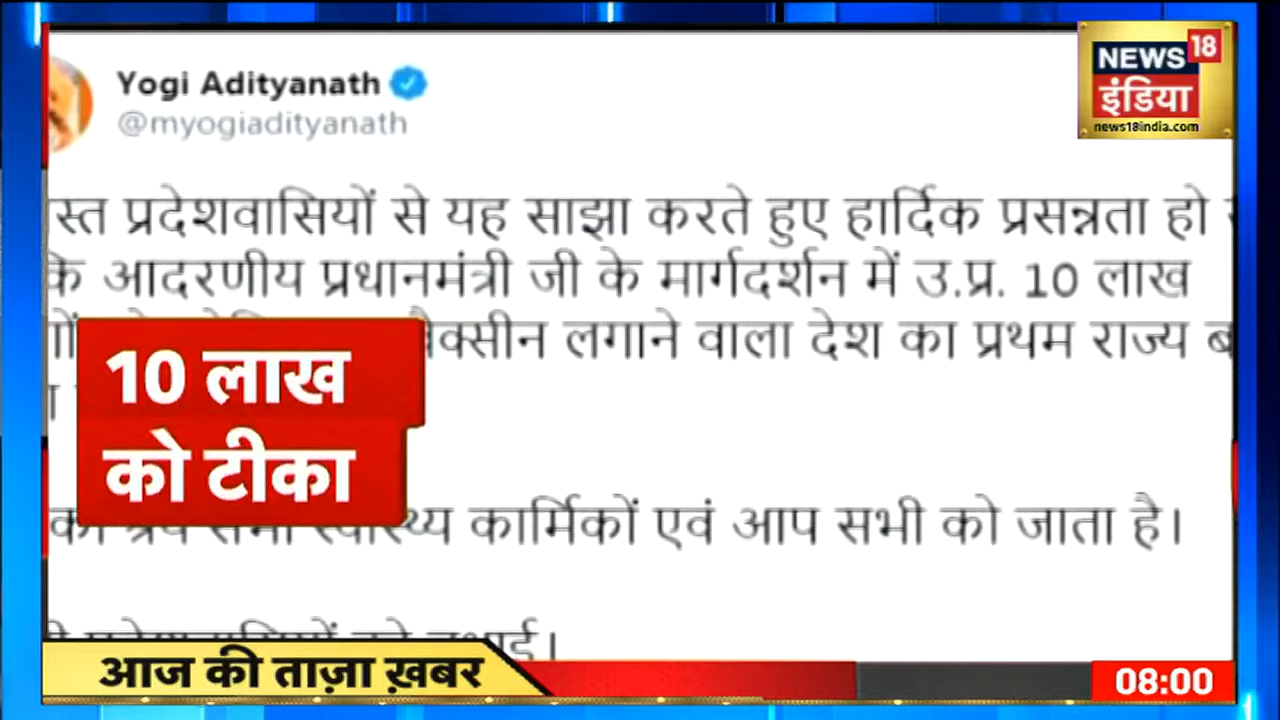 Yogi Adityanath
@myogiadityanath
NEWS 18
इंडिया
news18india.com
स्त प्रदेशवासियों से यह साझा करते हुए हार्दिक प्रसन्नता हो
कि आदरणीय प्रधानमंत्री जी के मार्गदर्शन में उ.प्र. 10 लाख
वैक्सीन लगाने वाला देश का प्रथम राज्य
10 लाख
को टीका
कार्मिकों एवं आप सभी को जाता है।
आज की ताज़ा ख़बर
08:00